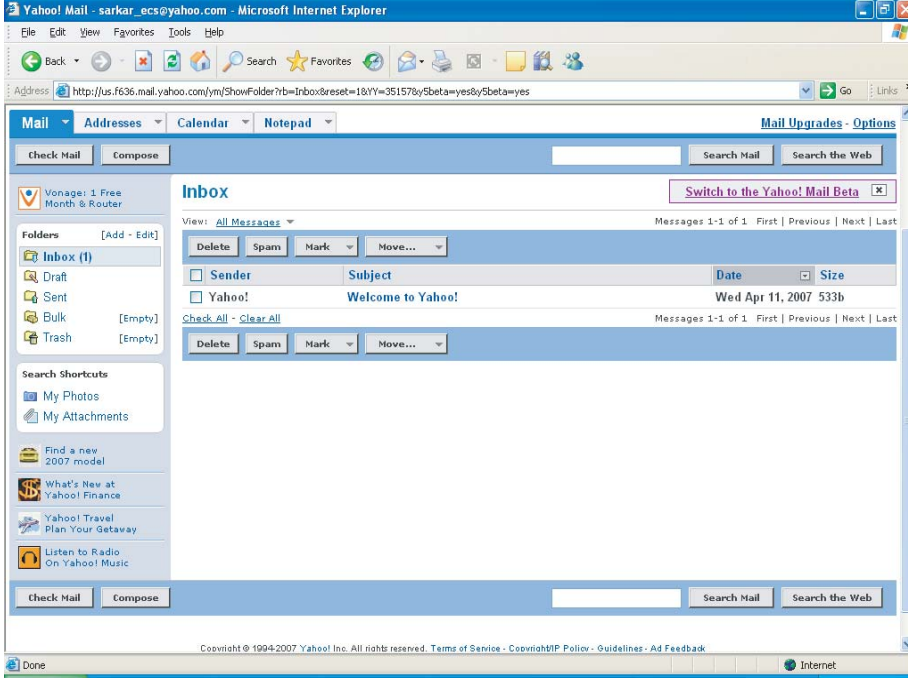 Yahoo! Mail - sarkar_ecs@yahoo.com - Microsoft Internet Explorer
File Edit View Favorites Tools Help
Back Search Favorites
Address http://us.f636.mail.yahoo.com/ym/ShowFolder?rb=Inbox&reset=1&YY=35157&y5beta=yes&y5beta=yes Go Links
Mail Addresses Calendar Notepad Mail Upgrades - Options
Check Mail Compose Search Mail Search the Web
Vonage: 1 Free
Month & Router
Inbox
Switch to the Yahoo! Mail Beta
View: All Messages
Messages 1-1 of 1 First | Previous | Next | Last
Folders [Add - Edit]
Delete Spam Mark Move...
Inbox (1)
Draft
Sent
Bulk [Empty]
Trash [Empty]
Sender Subject Date Size
Yahoo! Welcome to Yahoo! Wed Apr 11, 2007 533b
Check All - Clear All
Messages 1-1 of 1 First | Previous | Next | Last
Delete Spam Mark Move...
Search Shortcuts
My Photos
My Attachments
Find a new
2007 model
What's New at
Yahoo! Finance
Yahoo! Travel
Plan Your Getaway
Listen to Radio
On Yahoo! Music
Check Mail Compose Search Mail Search the Web
Copyright © 1994-2007 Yahoo! Inc. All rights reserved. Terms of Service - Copyright/IP Policy - Guidelines - Ad Feedback
Done Internet